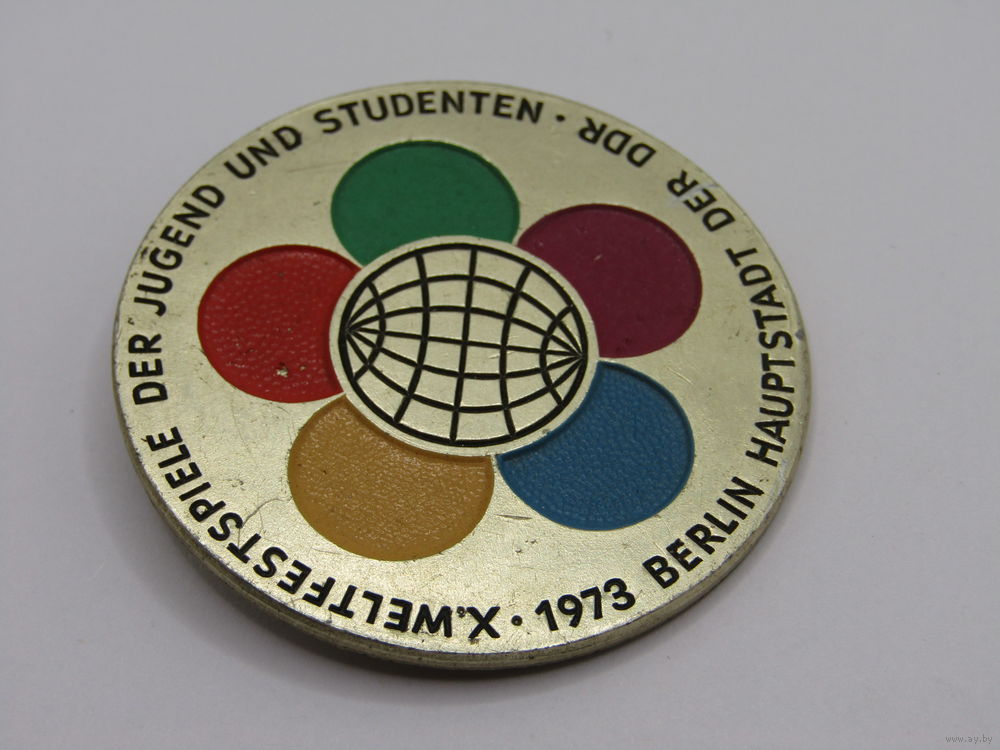 X. WELTFESTSPIELE DER JUGEND UND STUDENTEN ·
1973 BERLIN HAUPTSTADT DER DDR ·
www.ay.by